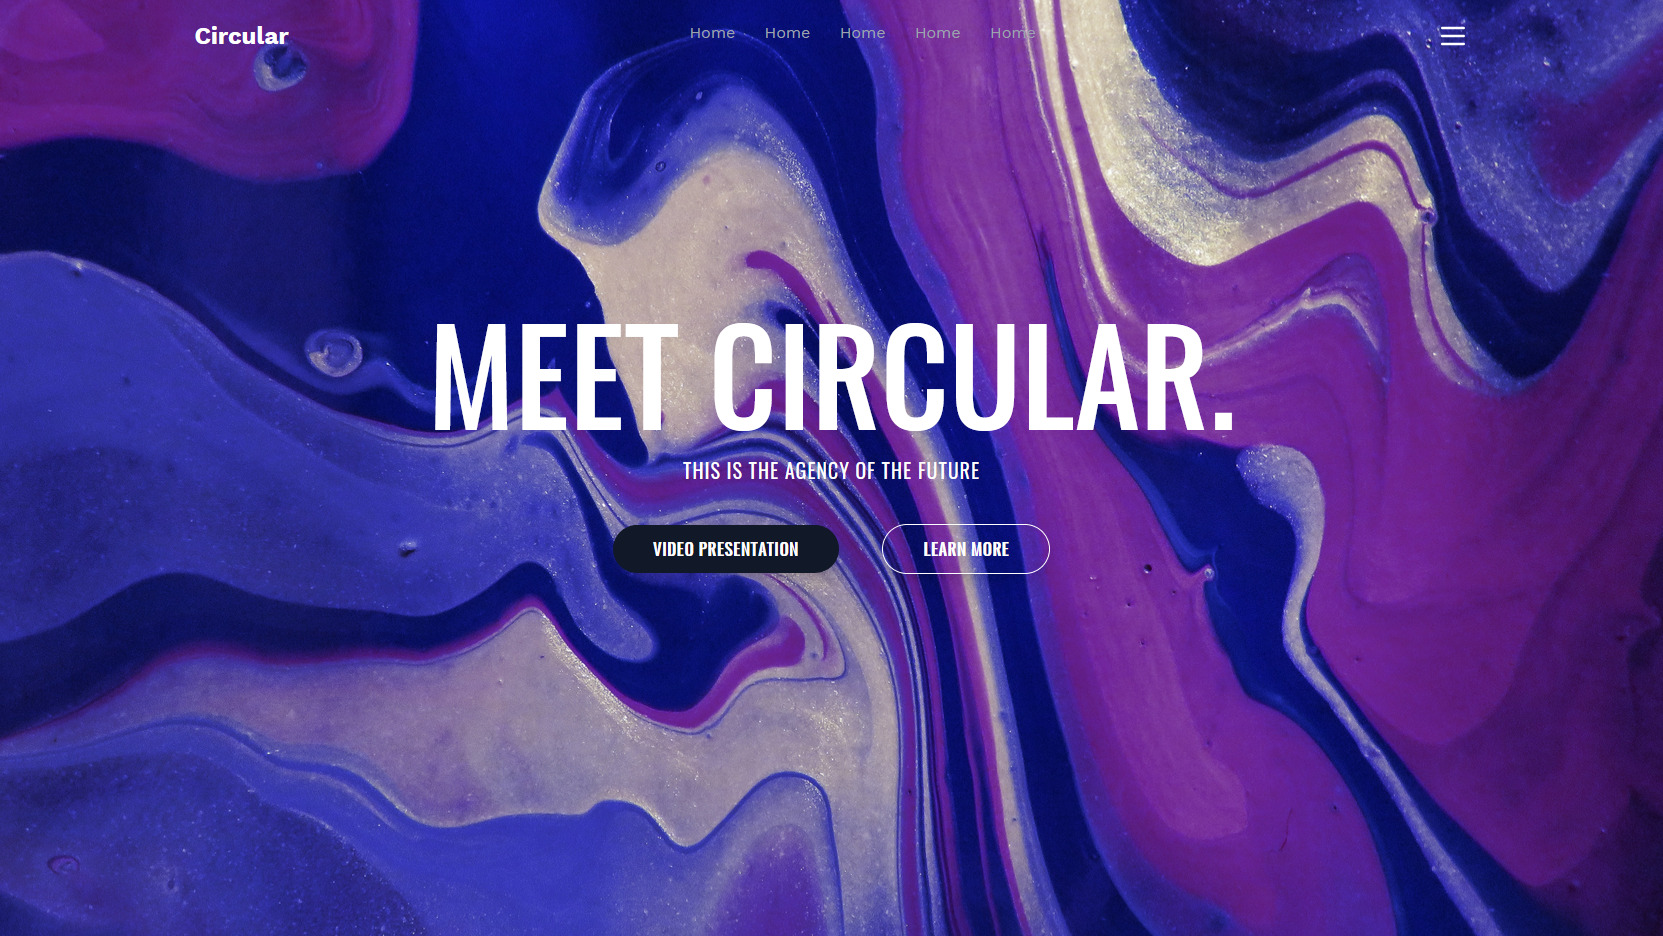 Circular
Home Home Home Home Home
MEET CIRCULAR.
THIS IS THE AGENCY OF THE FUTURE
VIDEO PRESENTATION
LEARN MORE